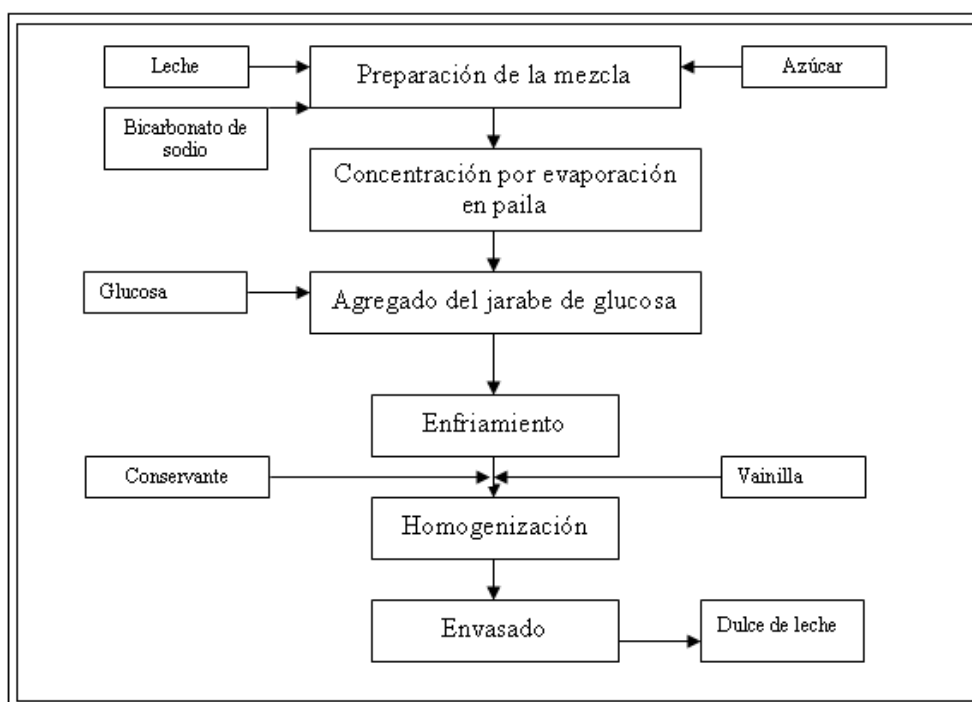 Leche
Preparación de la mezcla
Azúcar
Bicarbonato de
sodio
Concentración por evaporación
en paila
Glucosa
Agregado del jarabe de glucosa
Enfriamiento
Conservante
Vainilla
Homogenización
Envasado
Dulce de leche